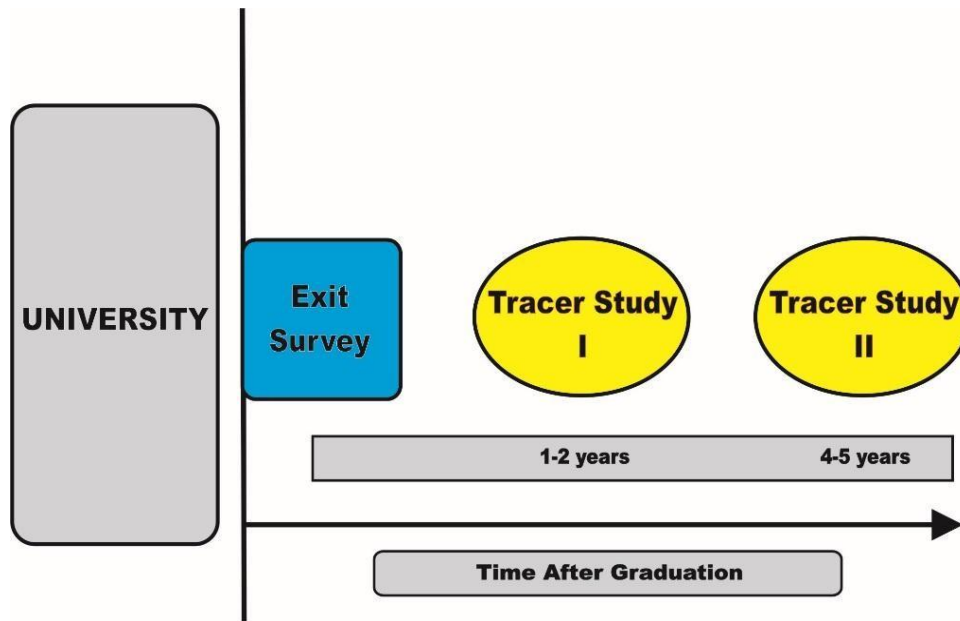 UNIVERSITY
Exit
Survey
Tracer Study
I
Tracer Study
II
1-2 years
4-5 years
Time After Graduation